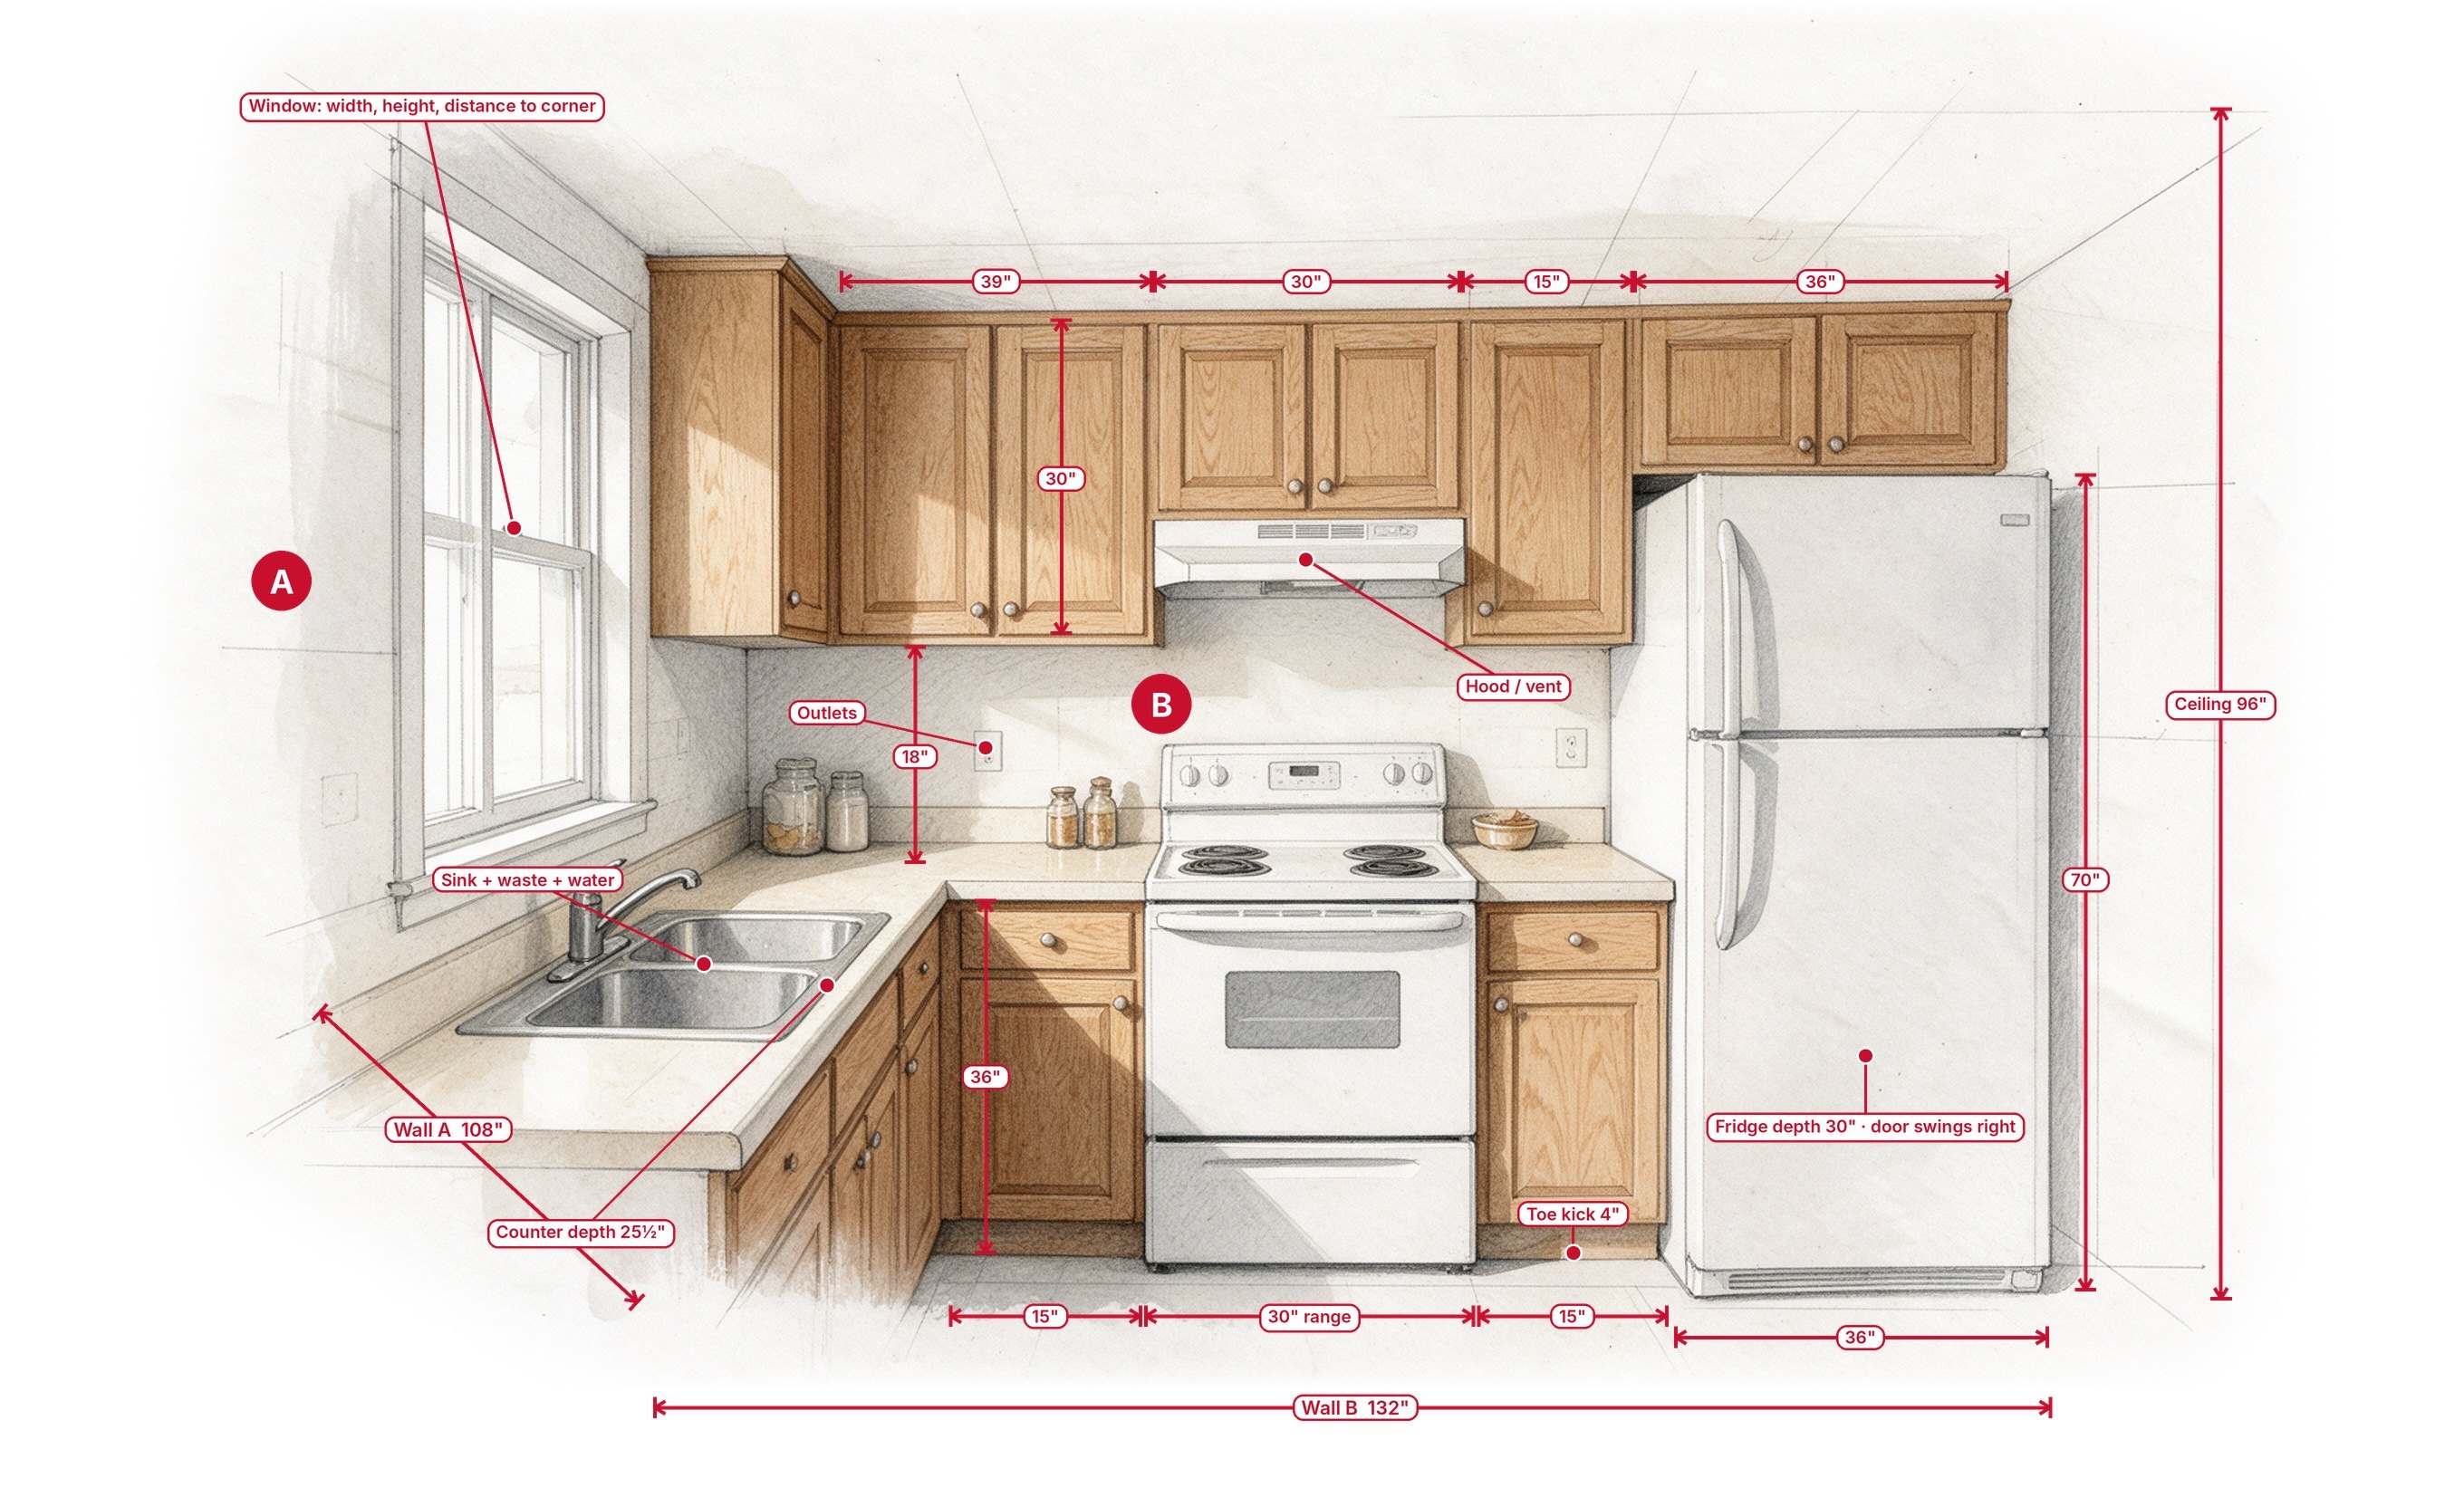 Window: width, height, distance to corner
39"
30"
15"
36"
30"
A
B
Hood / vent
Outlets
Ceiling 96"
18"
Sink + waste + water
70"
36"
Wall A 108"
Fridge depth 30" · door swings right
Toe kick 4"
Counter depth 25½"
15"
30" range
15"
36"
Wall B 132"